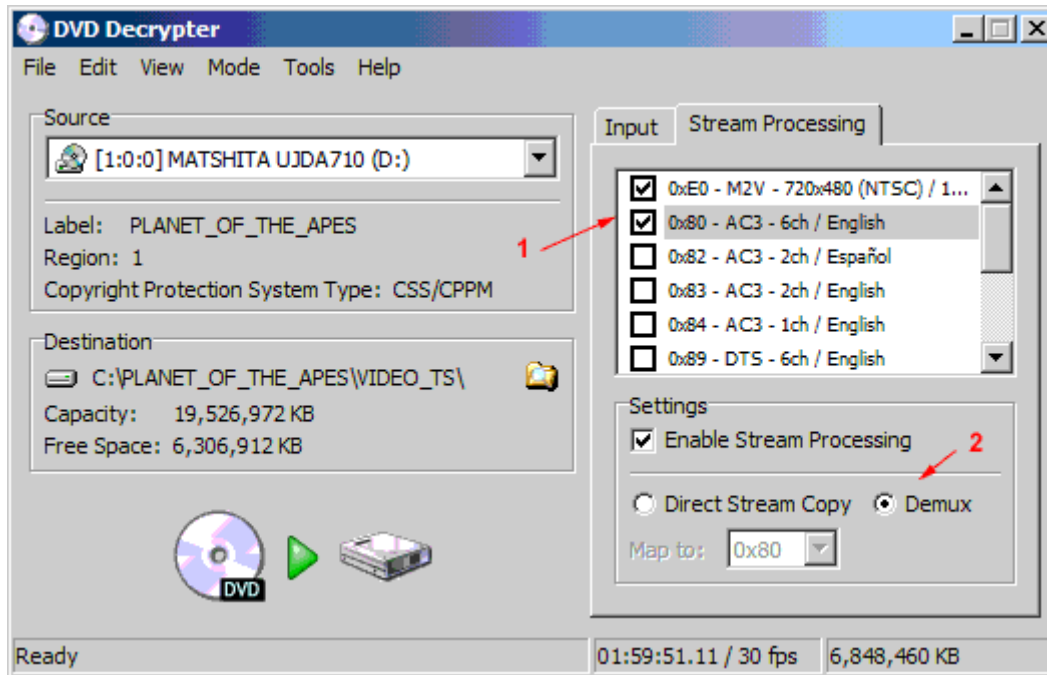 DVD Decrypter
File Edit View Mode Tools Help
Source
[1:0:0] MATSHITA UJDA710 (D:)
Label: PLANET_OF_THE_APES
Region: 1
Copyright Protection System Type: CSS/CPPM
Destination
C:\PLANET_OF_THE_APES\VIDEO_TS\
Capacity: 19,526,972 KB
Free Space: 6,306,912 KB
DVD
Input Stream Processing
0xE0 - M2V - 720x480 (NTSC) / 1...
1
0x80 - AC3 - 6ch / English
0x82 - AC3 - 2ch / Español
0x83 - AC3 - 2ch / English
0x84 - AC3 - 1ch / English
0x89 - DTS - 6ch / English
Settings
Enable Stream Processing
2
Direct Stream Copy Demux
Map to: 0x80
Ready 01:59:51.11 / 30 fps 6,848,460 KB